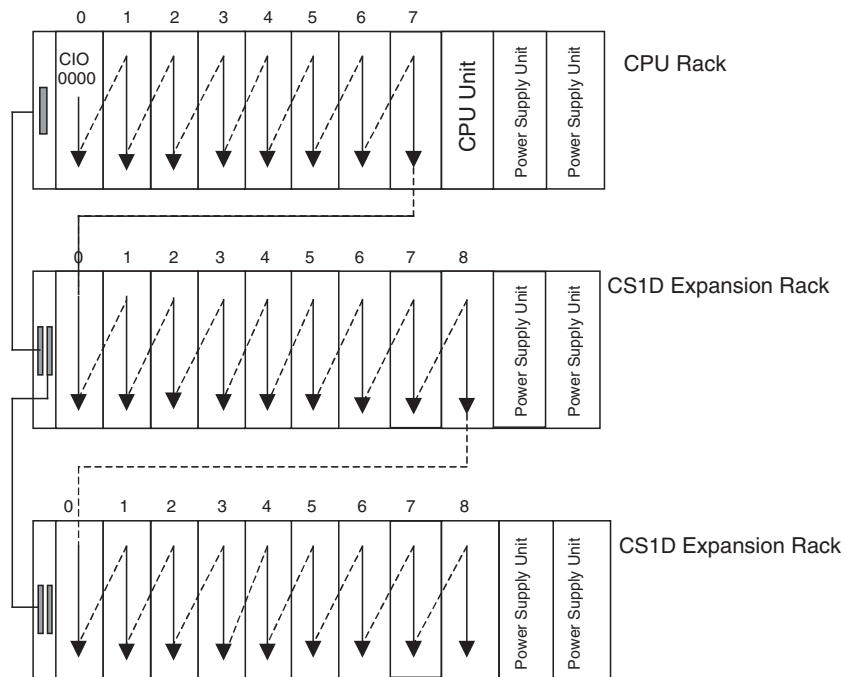 0 1 2 3 4 5 6 7
CIO
0000
CPU Unit
Power Supply Unit
Power Supply Unit
CPU Rack
0 1 2 3 4 5 6 7 8
Power Supply Unit
Power Supply Unit
CS1D Expansion Rack
0 1 2 3 4 5 6 7 8
Power Supply Unit
Power Supply Unit
CS1D Expansion Rack